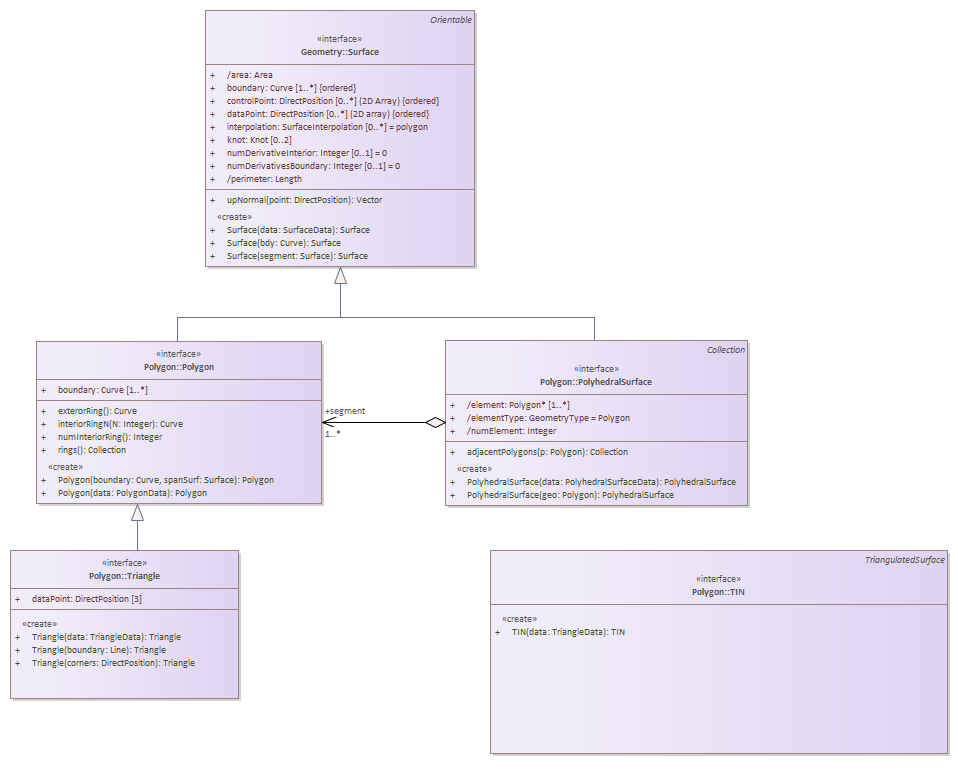 Orientable
«interface»
Geometry::Surface
+ /area: Area
+ boundary: Curve [1..*] {ordered}
+ controlPoint: DirectPosition [0..*] (2D Array) {ordered}
+ dataPoint: DirectPosition [0..*] (2D array) {ordered}
+ interpolation: SurfaceInterpolation [0..*] = polygon
+ knot: Knot [0..2]
+ numDerivativeInterior: Integer [0..1] = 0
+ numDerivativesBoundary: Integer [0..1] = 0
+ /perimeter: Length
+ upNormal(point: DirectPosition): Vector
«create»
+ Surface(data: SurfaceData): Surface
+ Surface(bdy: Curve): Surface
+ Surface(segment: Surface): Surface
«interface»
Polygon::Polygon
+ boundary: Curve [1..*]
+ exterorRing(): Curve
+ interiorRingN(N: Integer): Curve
+ numInteriorRing(): Integer
+ rings(): Collection
«create»
+ Polygon(boundary: Curve, spanSurf: Surface): Polygon
+ Polygon(data: PolygonData): Polygon
+segment
1..*
Collection
«interface»
Polygon::PolyhedralSurface
+ /element: Polygon* [1..*]
+ /elementType: GeometryType = Polygon
+ /numElement: Integer
+ adjacentPolygons(p: Polygon): Collection
«create»
+ PolyhedralSurface(data: PolyhedralSurfaceData): PolyhedralSurface
+ PolyhedralSurface(geo: Polygon): PolyhedralSurface
«interface»
Polygon::Triangle
+ dataPoint: DirectPosition [3]
«create»
+ Triangle(data: TriangleData): Triangle
+ Triangle(boundary: Line): Triangle
+ Triangle(corners: DirectPosition): Triangle
TriangulatedSurface
«interface»
Polygon::TIN
«create»
+ TIN(data: TriangleData): TIN